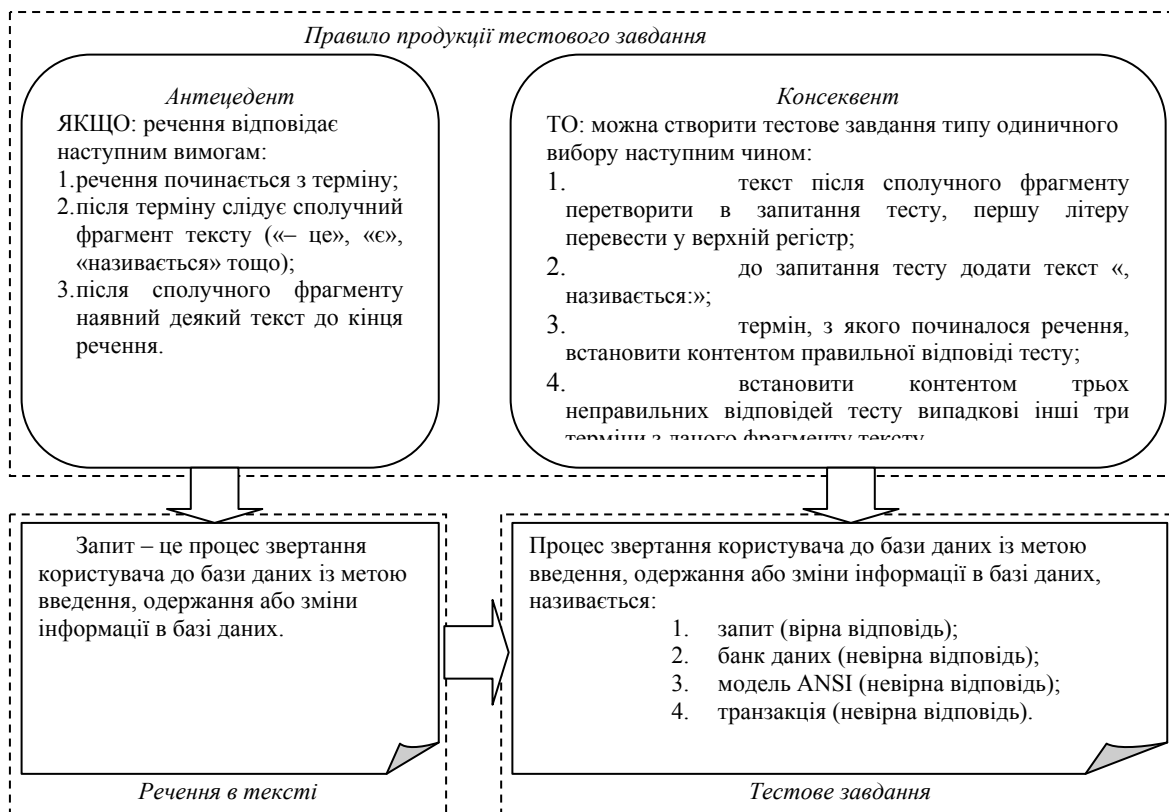 Правило продукції тестового завдання
Антецедент
ЯКЩО: речення відповідає
наступним вимогам:
1.речення починається з терміну;
2.після терміну слідує сполучний
фрагмент тексту («– це», «є»,
«називається» тощо);
3.після сполучного фрагменту
наявний деякий текст до кінця
речення.
Консеквент
ТО: можна створити тестове завдання типу одиничного
вибору наступним чином:
1. текст після сполучного фрагменту
перетворити в запитання тесту, першу літеру
перевести у верхній регістр;
2. до запитання тесту додати текст «,
називається:»;
3. термін, з якого починалося речення,
встановити контентом правильної відповіді тесту;
4. встановити контентом трьох
неправильних відповідей тесту випадкові інші три
терміни з даного фрагменту тексту
Запит – це процес звертання
користувача до бази даних із метою
введення, одержання або зміни
інформації в базі даних.
Речення в тексті
Процес звертання користувача до бази даних із метою
введення, одержання або зміни інформації в базі даних,
називається:
1. запит (вірна відповідь);
2. банк даних (невірна відповідь);
3. модель ANSI (невірна відповідь);
4. транзакція (невірна відповідь).
Тестове завдання